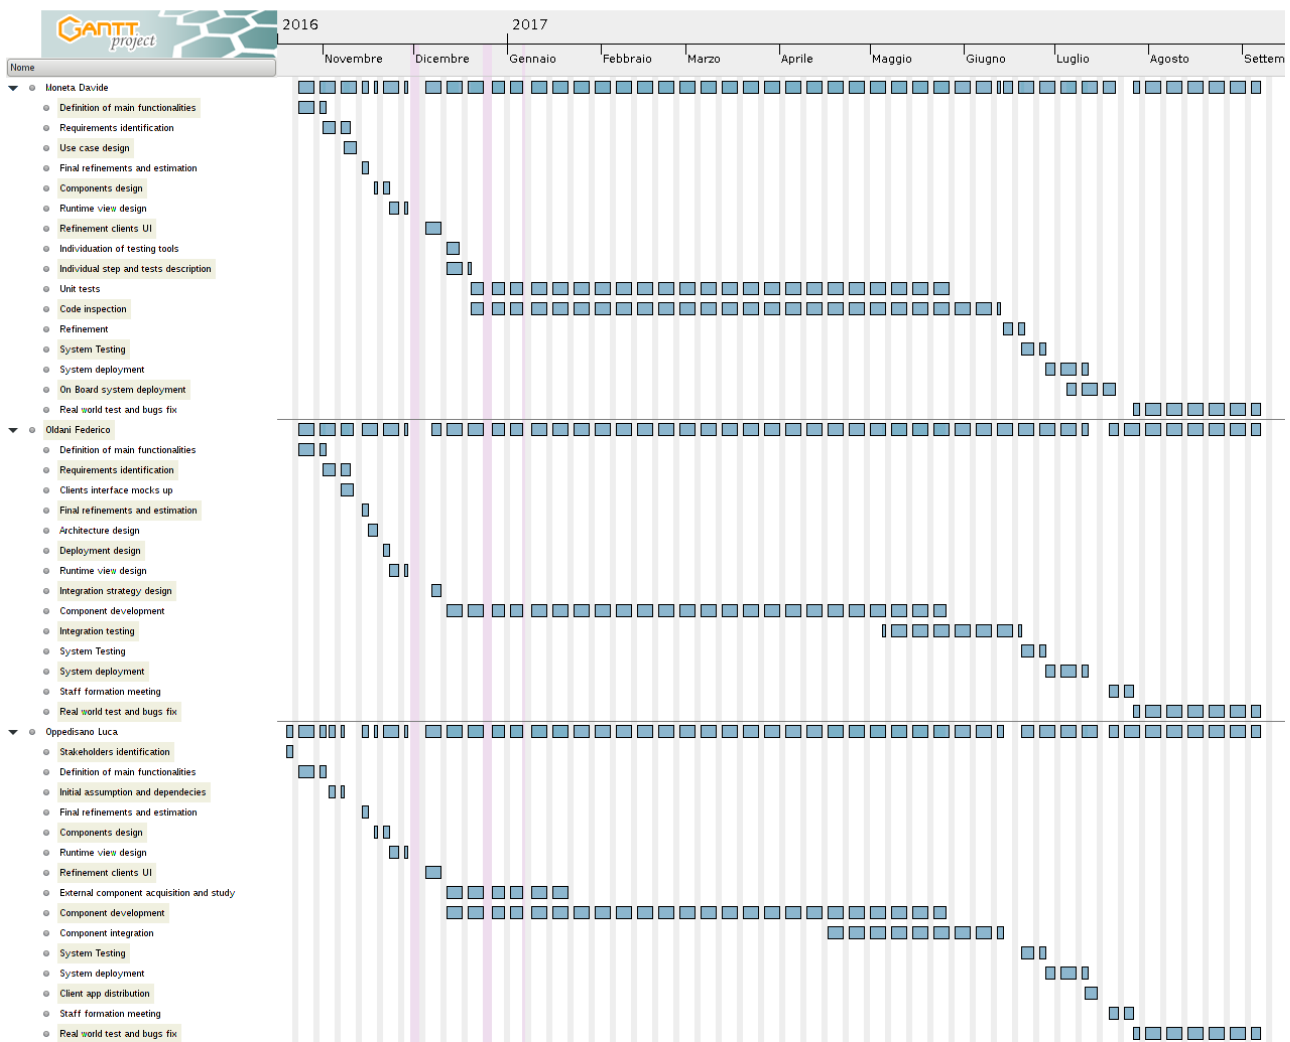 2016 2017
GANTT
project
Novembre Dicembre Gennaio Febbraio Marzo Aprile Maggio Giugno Luglio Agosto Settem
Nome
Moneta Davide
Definition of main functionalities
Requirements identification
Use case design
Final refinements and estimation
Components design
Runtime view design
Refinement clients UI
Individuation of testing tools
Individual step and tests description
Unit tests
Code inspection
Refinement
System Testing
System deployment
On Board system deployment
Real world test and bugs fix
Oldani Federico
Definition of main functionalities
Requirements identification
Clients interface mocks up
Final refinements and estimation
Architecture design
Deployment design
Runtime view design
Integration strategy design
Component development
Integration testing
System Testing
System deployment
Staff formation meeting
Real world test and bugs fix
Oppedisano Luca
Stakeholders identification
Definition of main functionalities
Initial assumption and dependecies
Final refinements and estimation
Components design
Runtime view design
Refinement clients UI
External component acquisition and study
Component development
Component integration
System Testing
System deployment
Client app distribution
Staff formation meeting
Real world test and bugs fix